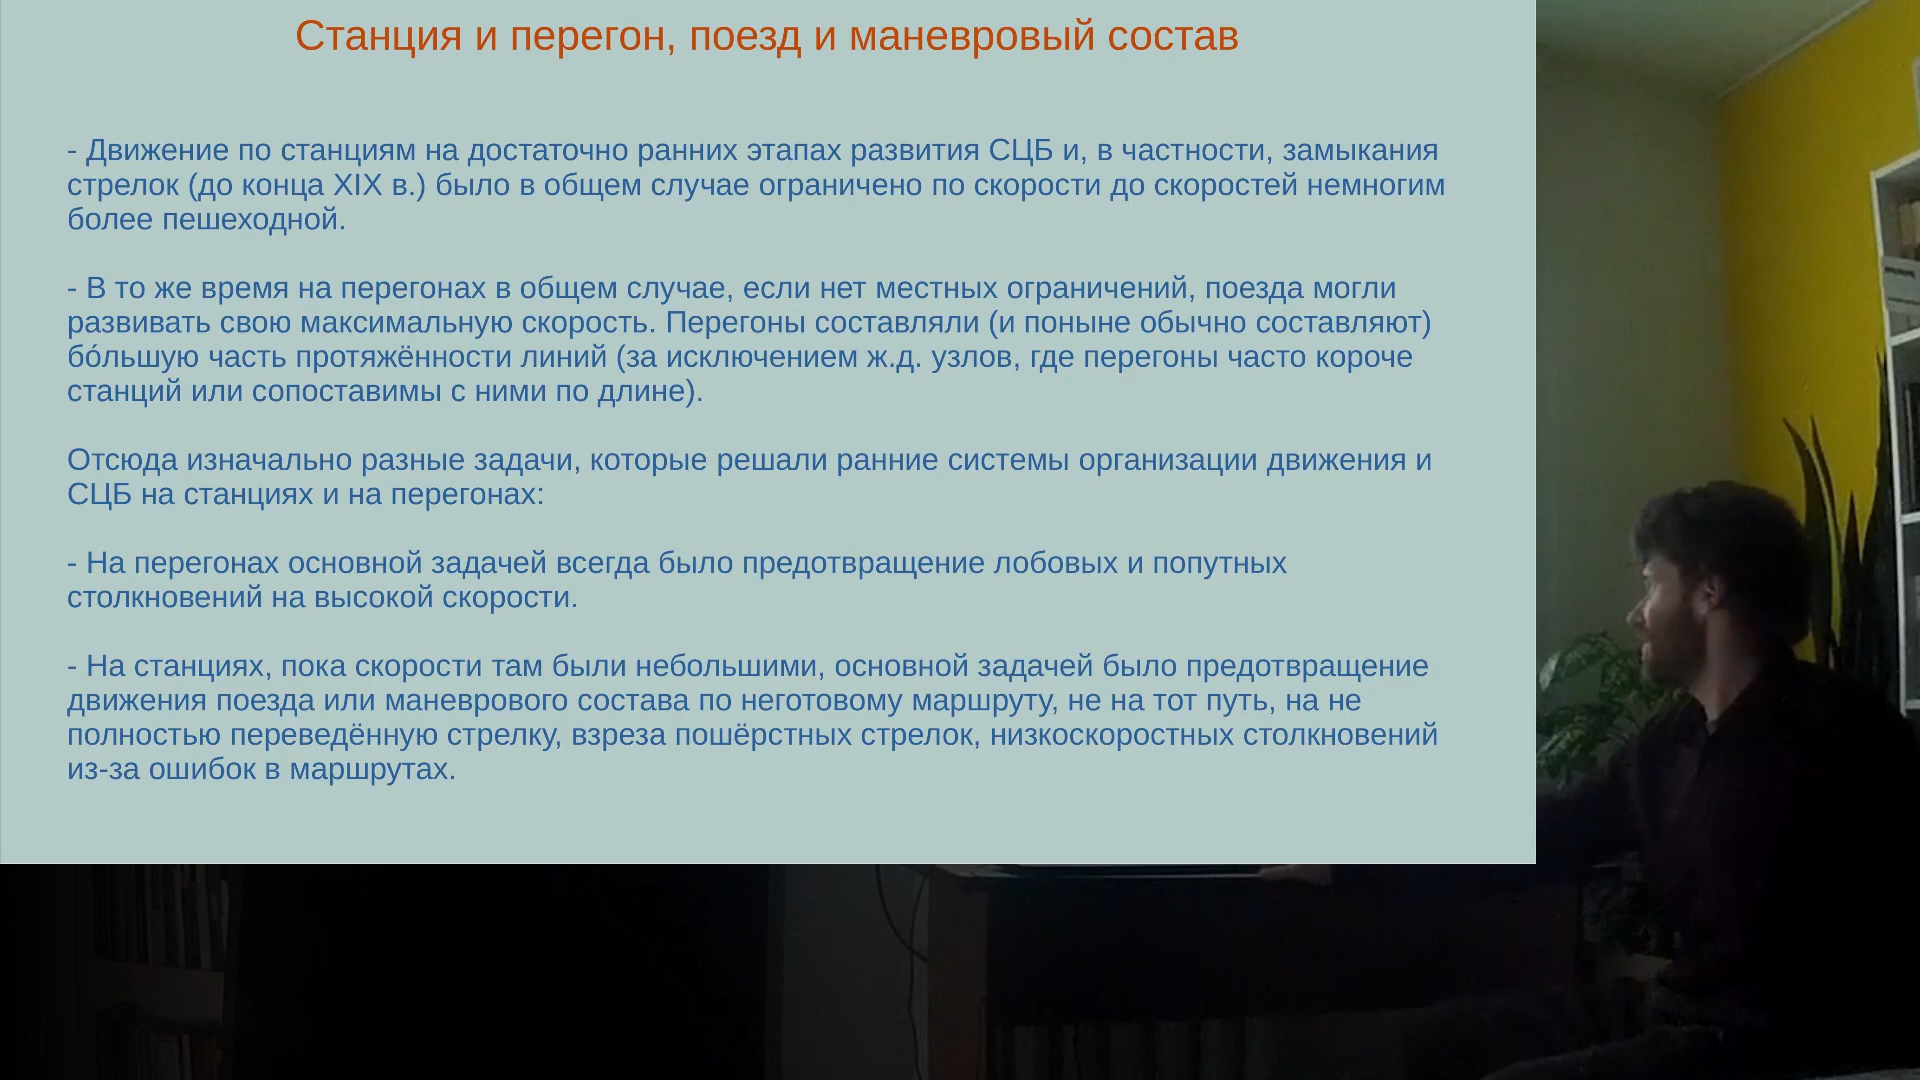 Станция и перегон, поезд и маневровый состав
- Движение по станциям на достаточно ранних этапах развития СЦБ и, в частности, замыкания
стрелок (до конца XIX в.) было в общем случае ограничено по скорости до скоростей немногим
более пешеходной.
- В то же время на перегонах в общем случае, если нет местных ограничений, поезда могли
развивать свою максимальную скорость. Перегоны составляли (и поныне обычно составляют)
бо́льшую часть протяжённости линий (за исключением ж.д. узлов, где перегоны часто короче
станций или сопоставимы с ними по длине).
Отсюда изначально разные задачи, которые решали ранние системы организации движения и
СЦБ на станциях и на перегонах:
- На перегонах основной задачей всегда было предотвращение лобовых и попутных
столкновений на высокой скорости.
- На станциях, пока скорости там были небольшими, основной задачей было предотвращение
движения поезда или маневрового состава по неготовому маршруту, не на тот путь, на не
полностью переведённую стрелку, взреза пошёрстных стрелок, низкоскоростных столкновений
из-за ошибок в маршрутах.